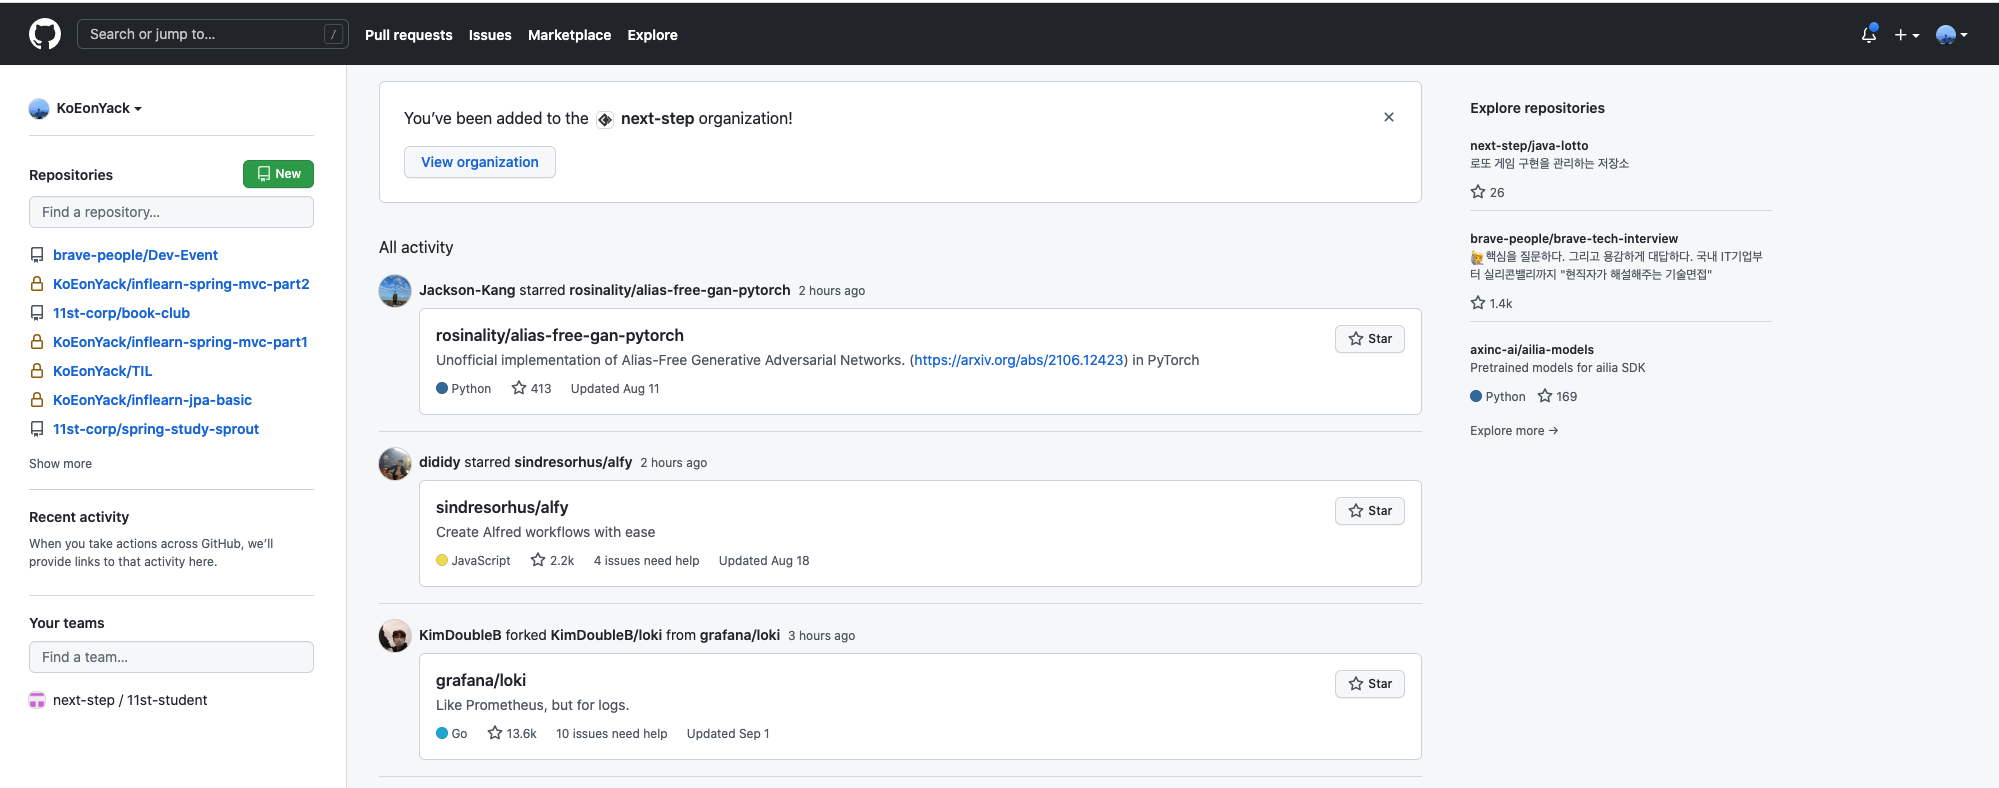 Search or jump to...
/
Pull requests
Issues
Marketplace
Explore
KoEonYack
Repositories
New
Find a repository...
brave-people/Dev-Event
KoEonYack/inflearn-spring-mvc-part2
11st-corp/book-club
KoEonYack/inflearn-spring-mvc-part1
KoEonYack/TIL
KoEonYack/inflearn-jpa-basic
11st-corp/spring-study-sprout
Show more
Recent activity
When you take actions across GitHub, we’ll
provide links to that activity here.
Your teams
Find a team...
next-step / 11st-student
You’ve been added to the next-step organization!
View organization
All activity
Jackson-Kang starred rosinality/alias-free-gan-pytorch 2 hours ago
rosinality/alias-free-gan-pytorch
Star
Unofficial implementation of Alias-Free Generative Adversarial Networks. (https://arxiv.org/abs/2106.12423) in PyTorch
Python 413 Updated Aug 11
dididy starred sindresorhus/alfy 2 hours ago
sindresorhus/alfy
Star
Create Alfred workflows with ease
JavaScript 2.2k 4 issues need help Updated Aug 18
KimDoubleB forked KimDoubleB/loki from grafana/loki 3 hours ago
grafana/loki
Star
Like Prometheus, but for logs.
Go 13.6k 10 issues need help Updated Sep 1
Explore repositories
next-step/java-lotto
로또 게임 구현을 관리하는 저장소
26
brave-people/brave-tech-interview
🙋핵심을 질문하다. 그리고 용감하게 대답하다. 국내 IT기업부
터 실리콘밸리까지 "현직자가 해설해주는 기술면접"
1.4k
axinc-ai/ailia-models
Pretrained models for ailia SDK
Python 169
Explore more →